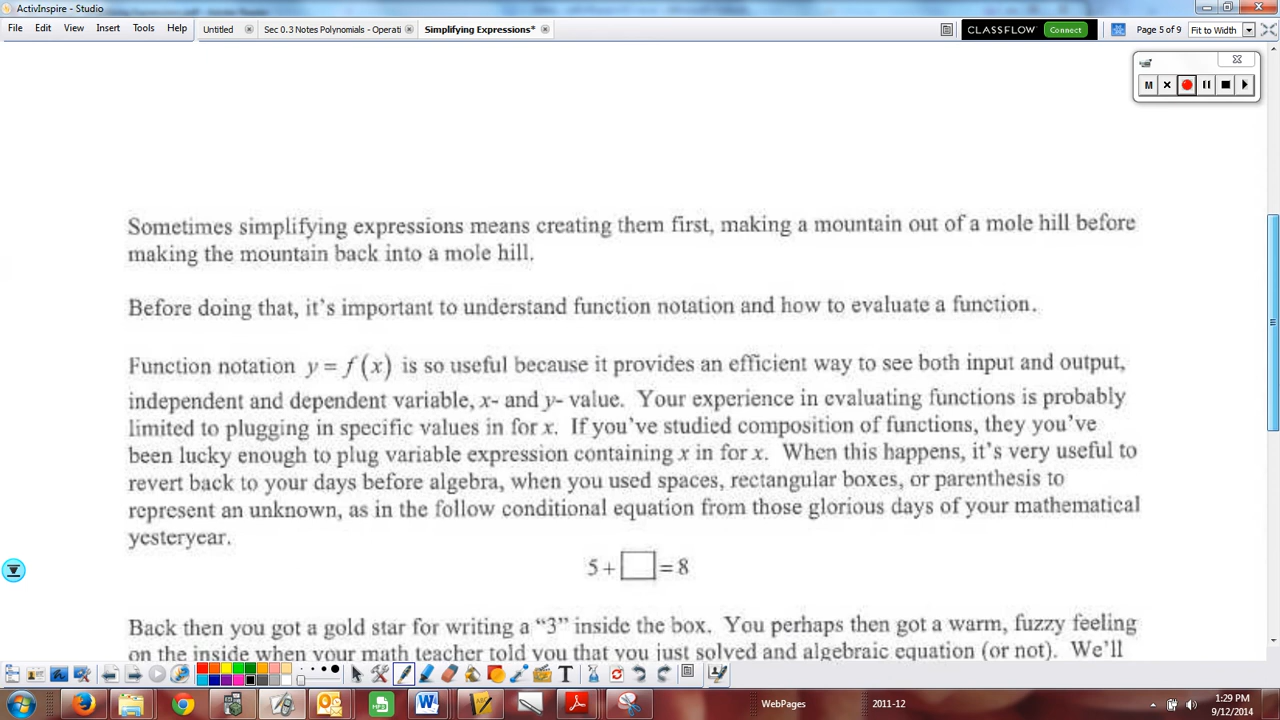 ActivInspire - Studio
File Edit View Insert Tools Help Untitled Sec 0.3 Notes Polynomials - Operati Simplifying Expressions* CLASSFLOW Connect Page 5 of 9 Fit to Width
M
Sometimes simplifying expressions means creating them first, making a mountain out of a mole hill before
making the mountain back into a mole hill.
Before doing that, it's important to understand function notation and how to evaluate a function.
Function notation y = f (x) is so useful because it provides an efficient way to see both input and output,
independent and dependent variable, x- and y- value. Your experience in evaluating functions is probably
limited to plugging in specific values in for x. If you've studied composition of functions, they you've
been lucky enough to plug variable expression containing x in for x. When this happens, it's very useful to
revert back to your days before algebra, when you used spaces, rectangular boxes, or parenthesis to
represent an unknown, as in the follow conditional equation from those glorious days of your mathematical
yesteryear.
5 + □ = 8
Back then you got a gold star for writing a “3” inside the box. You perhaps then got a warm, fuzzy feeling
on the inside when your math teacher told you that you just solved and algebraic equation (or not). We'll
WebPages 2011-12 1:29 PM
9/12/2014